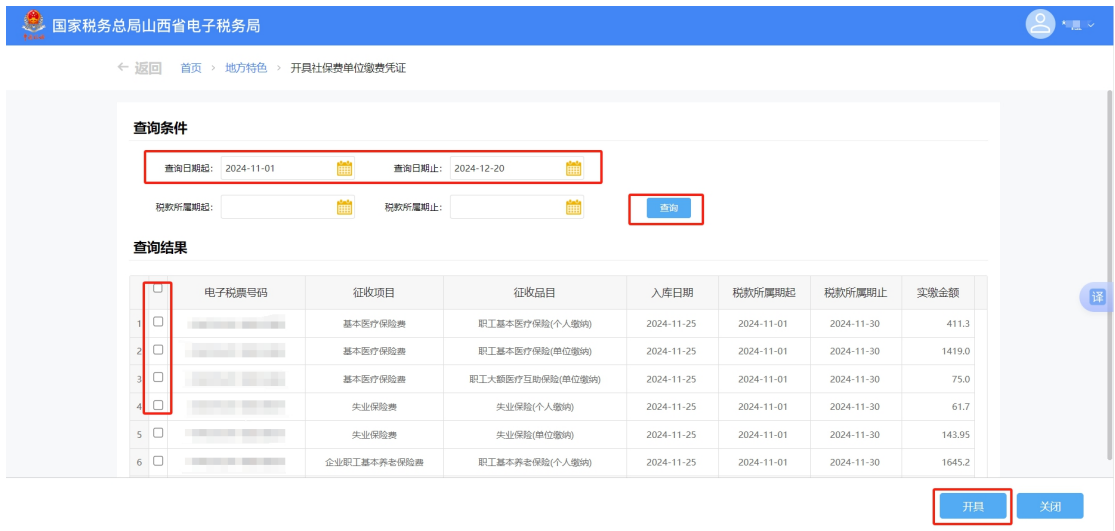 国家税务总局山西省电子税务局
← 返回 首页 > 地方特色 > 开具社保费单位缴费凭证
查询条件
查询日期起： 2024-11-01 查询日期止： 2024-12-20
税款所属期起： 税款所属期止： 查询
查询结果
电子税票号码 征收项目 征收品目 入库日期 税款所属期起 税款所属期止 实缴金额
1 基本医疗保险费 职工基本医疗保险(个人缴纳) 2024-11-25 2024-11-01 2024-11-30 411.3
2 基本医疗保险费 职工基本医疗保险(单位缴纳) 2024-11-25 2024-11-01 2024-11-30 1419.0
3 基本医疗保险费 职工大额医疗互助保险(单位缴纳) 2024-11-25 2024-11-01 2024-11-30 75.0
4 失业保险费 失业保险(个人缴纳) 2024-11-25 2024-11-01 2024-11-30 61.7
5 失业保险费 失业保险(单位缴纳) 2024-11-25 2024-11-01 2024-11-30 143.95
6 企业职工基本养老保险费 职工基本养老保险(个人缴纳) 2024-11-25 2024-11-01 2024-11-30 1645.2
译
开具 关闭